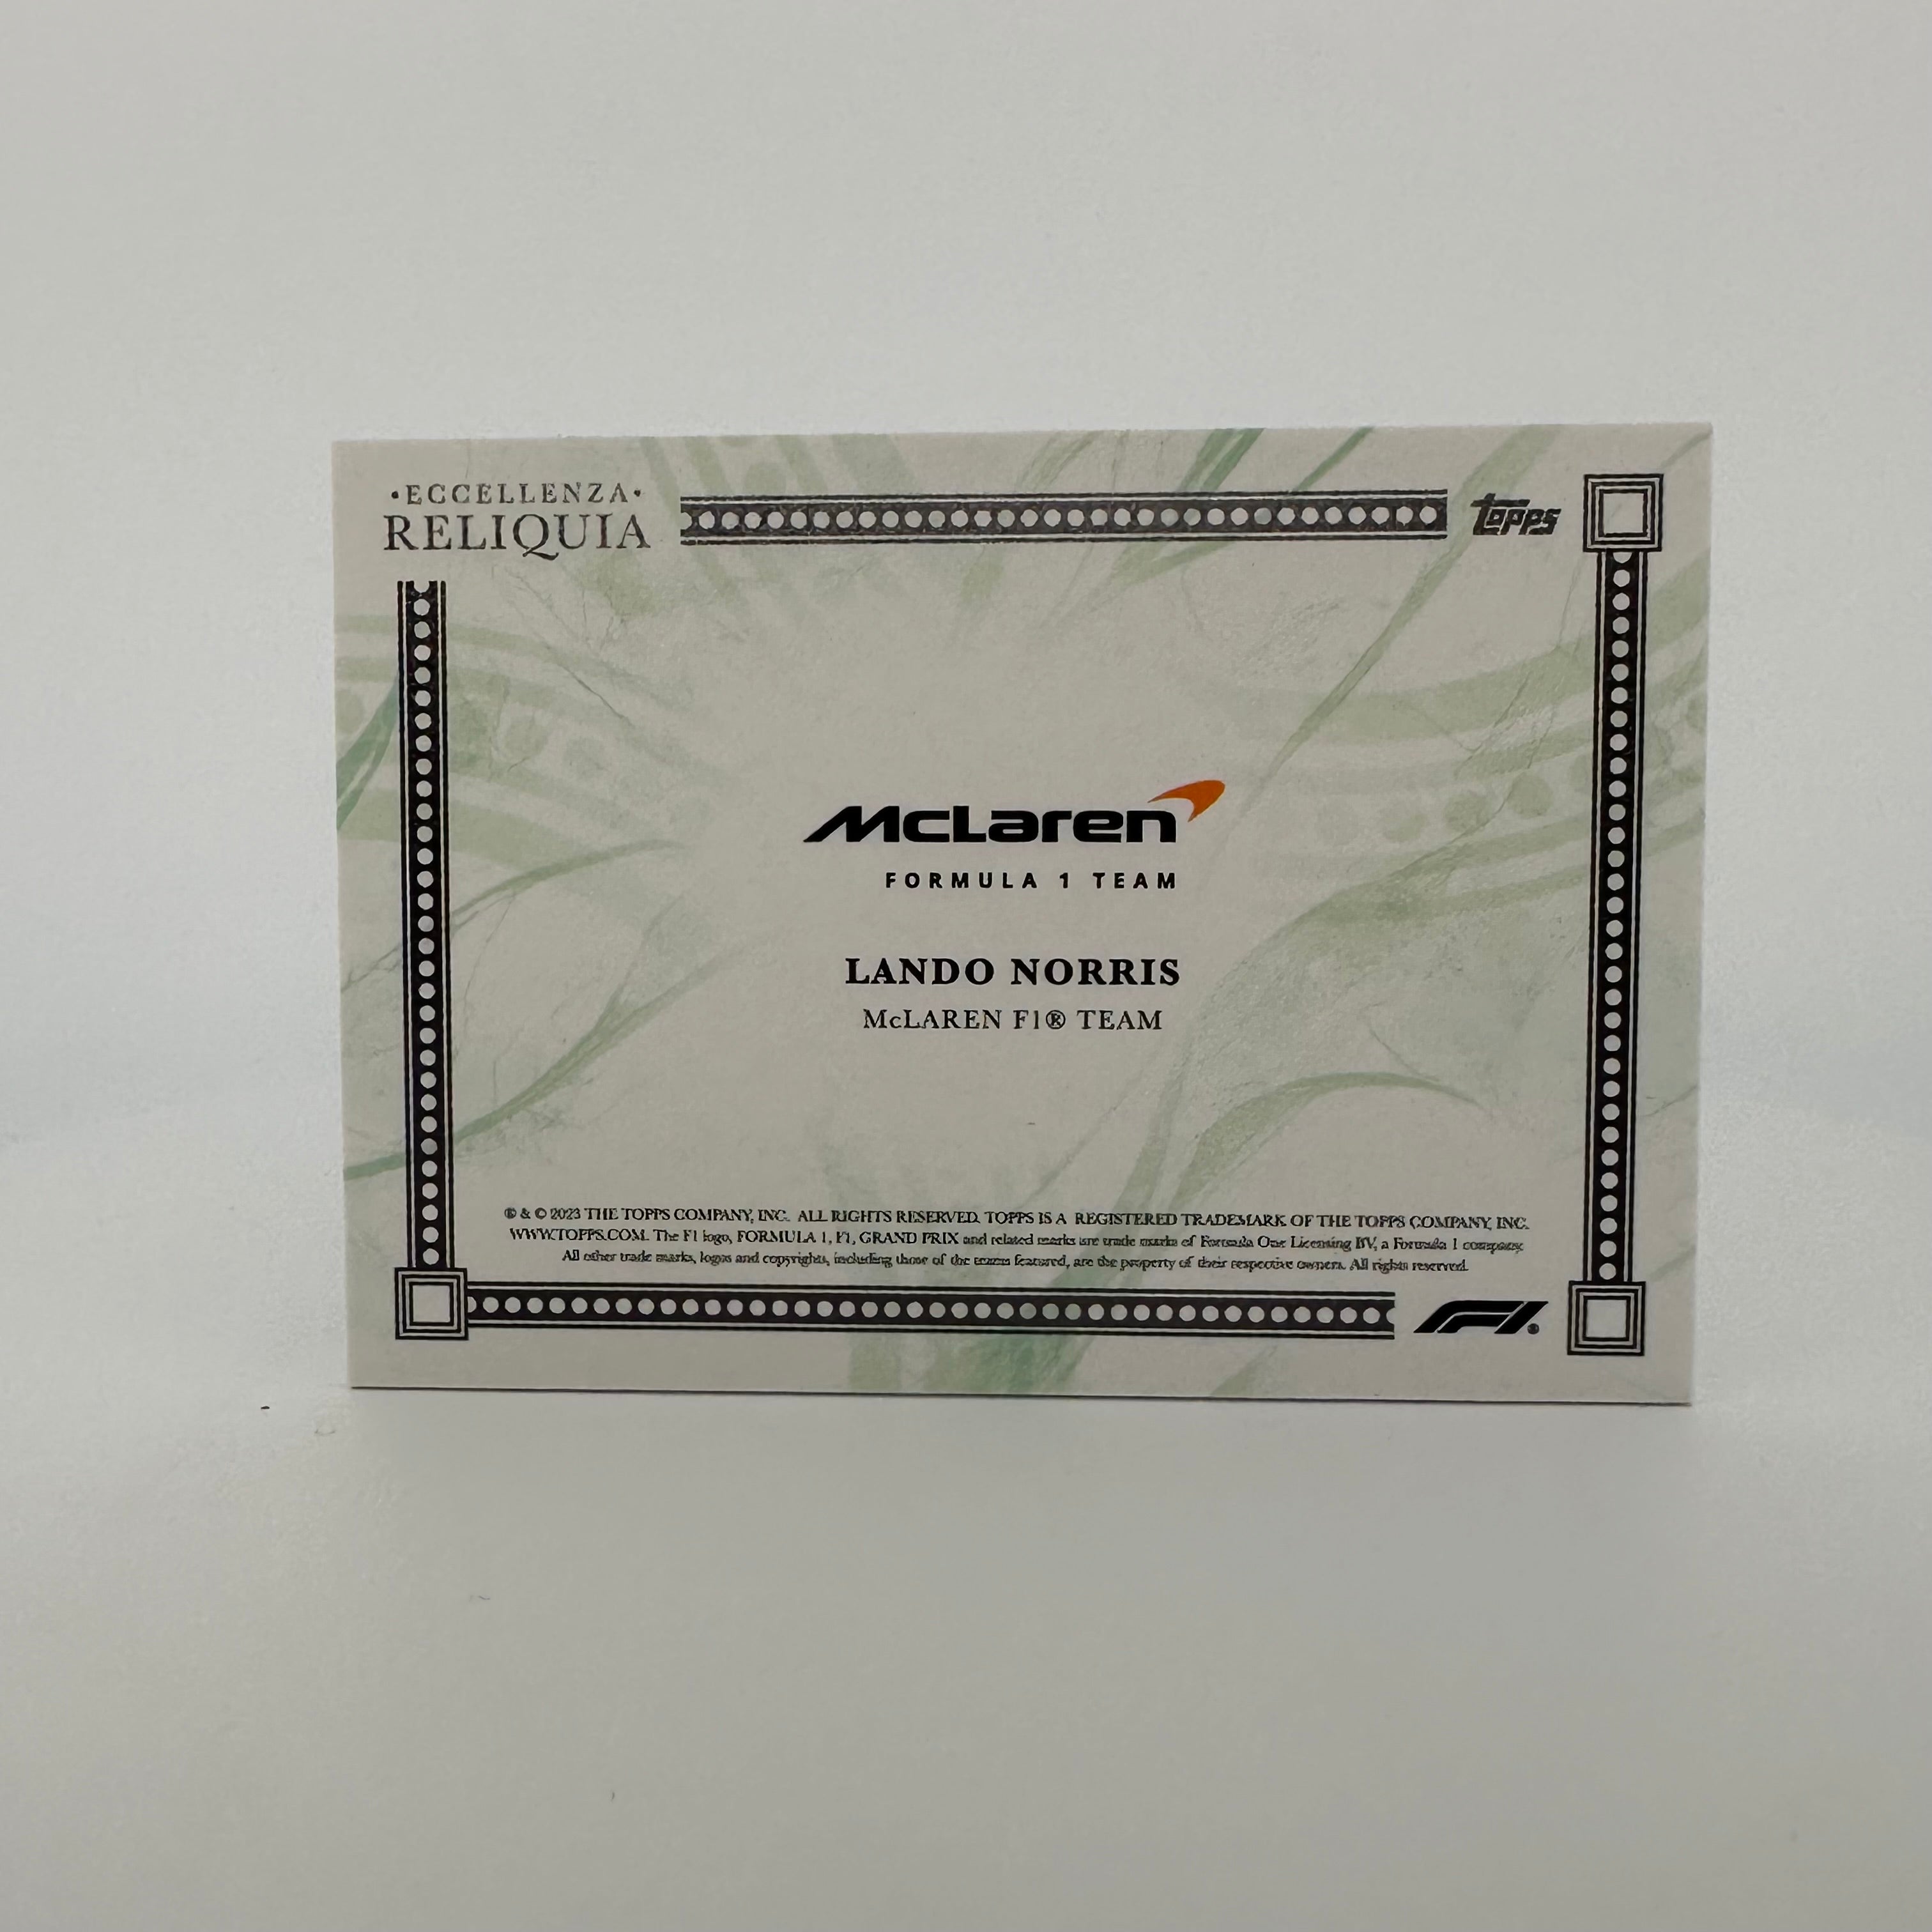 ·ECCELLENZA·
RELIQUIA
topps
McLaren
FORMULA 1 TEAM
LANDO NORRIS
McLAREN F1® TEAM
® & © 2023 THE TOPPS COMPANY, INC. ALL RIGHTS RESERVED. TOPPS IS A REGISTERED TRADEMARK OF THE TOPPS COMPANY, INC.
WWW.TOPPS.COM. The F1 logo, FORMULA 1, F1, GRAND PRIX and related marks are trade marks of Formula One Licensing BV, a Formula 1 company.
All other trade marks, logos and copyrights, including those of the teams featured, are the property of their respective owners. All rights reserved.
F1®